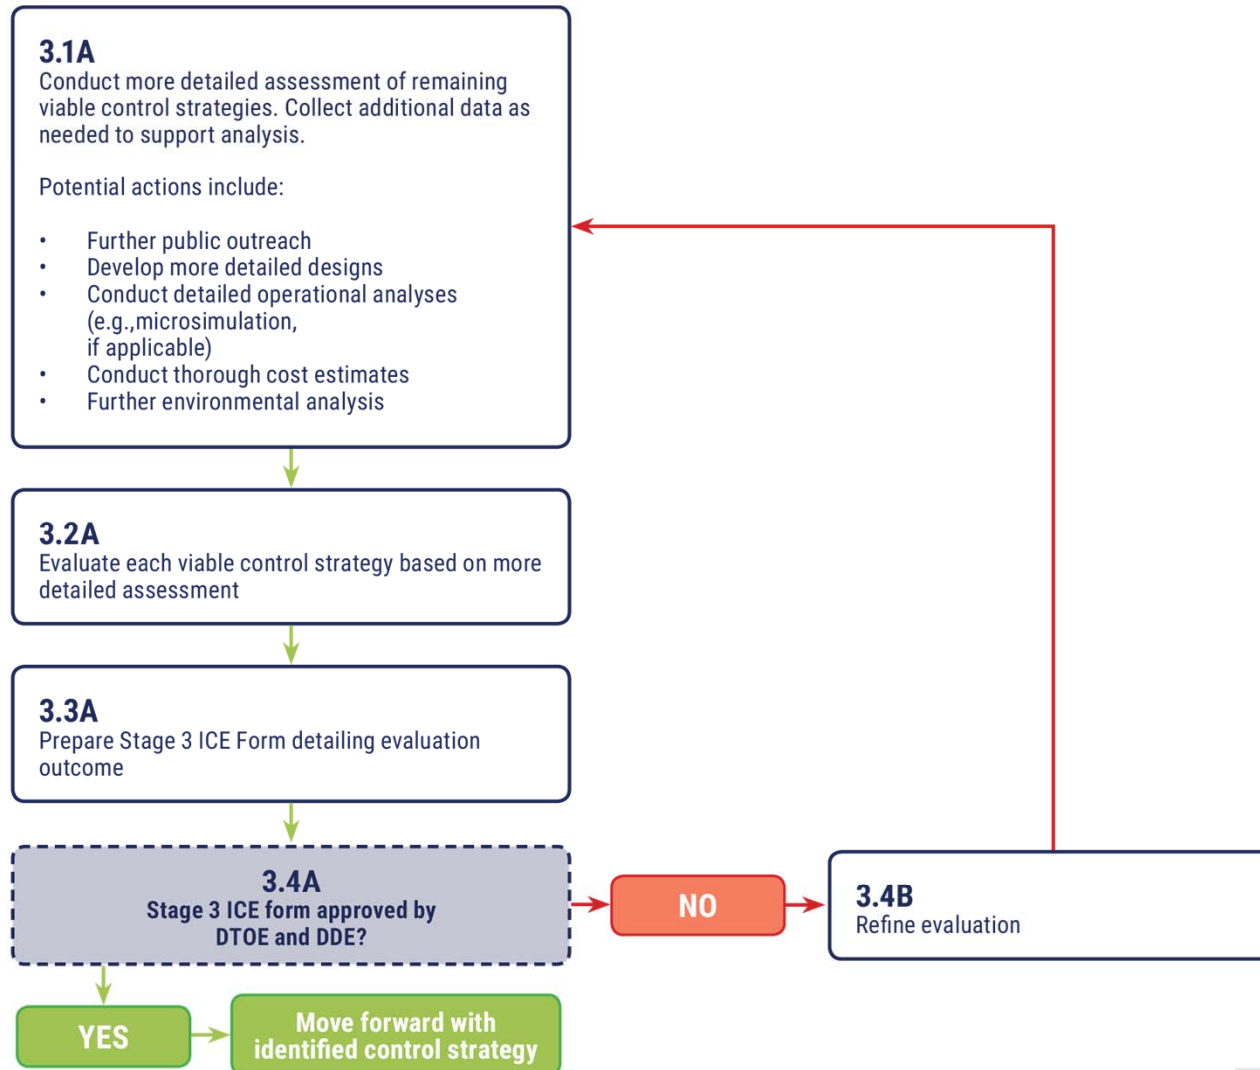 3.1A
Conduct more detailed assessment of remaining
viable control strategies. Collect additional data as
needed to support analysis.
Potential actions include:
• Further public outreach
• Develop more detailed designs
• Conduct detailed operational analyses
(e.g.,microsimulation,
if applicable)
• Conduct thorough cost estimates
• Further environmental analysis
3.2A
Evaluate each viable control strategy based on more
detailed assessment
3.3A
Prepare Stage 3 ICE Form detailing evaluation
outcome
3.4A
Stage 3 ICE form approved by
DTOE and DDE?
NO
3.4B
Refine evaluation
YES
Move forward with
identified control strategy